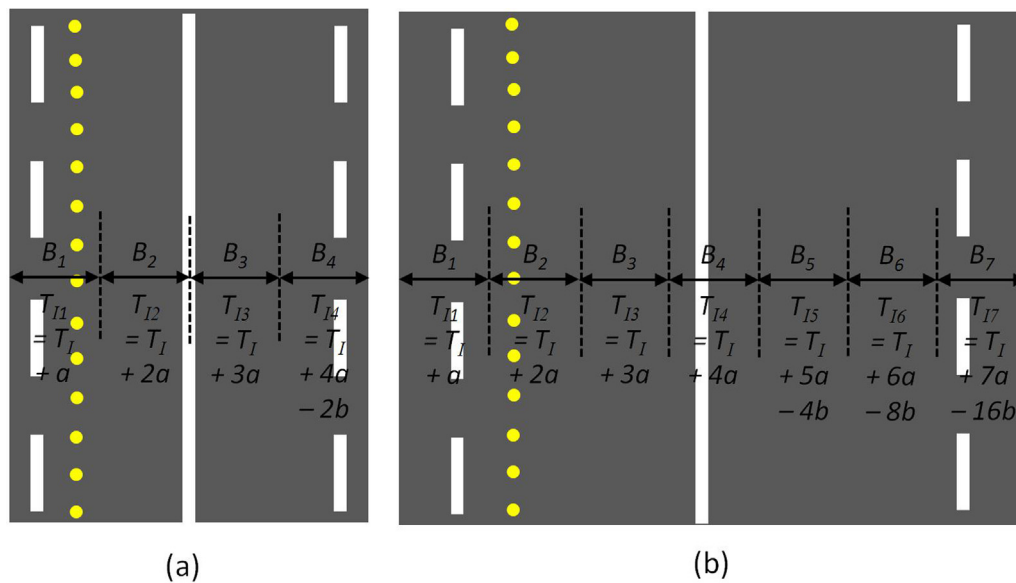 B1 B2 B3 B4
TI1 TI2 TI3 TI4
= TI = TI = TI = TI
+ a + 2a + 3a + 4a
− 2b
(a)
B1 B2 B3 B4 B5 B6 B7
TI1 TI2 TI3 TI4 TI5 TI6 TI7
= TI = TI = TI = TI = TI = TI = TI
+ a + 2a + 3a + 4a + 5a + 6a + 7a
− 4b − 8b − 16b
(b)